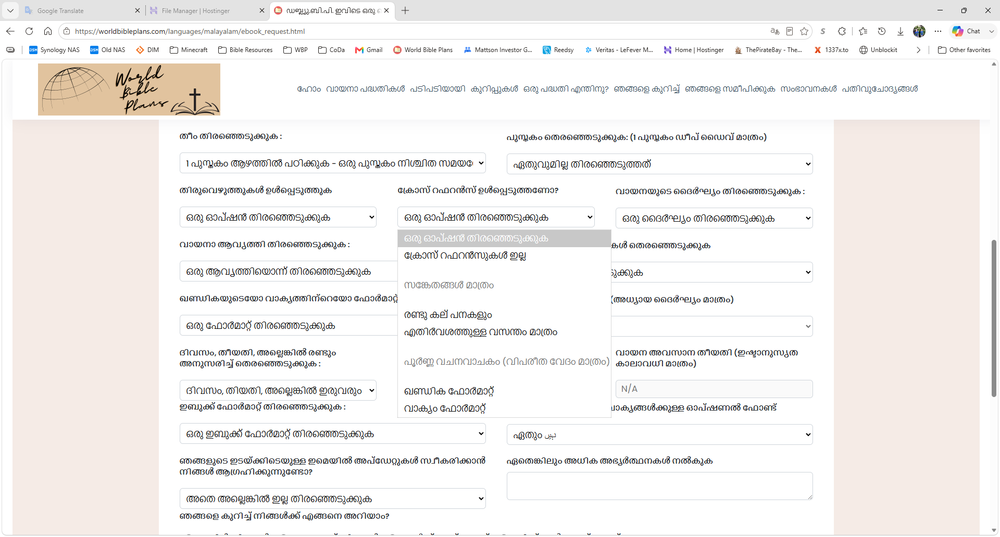 Google Translate
File Manager | Hostinger
ഡബ്ല്യു.ബി.പി. ഇവിടെ ഒരു
https://worldbibleplans.com/languages/malayalam/ebook_request.html
Chat
Synology NAS
Old NAS
DIM
Minecraft
Bible Resources
WBP
CoDa
Gmail
World Bible Plans
Mattson Investor G...
Reedsy
Veritas - LeFever M...
Home | Hostinger
ThePirateBay - The...
1337x.to
Unblockit
Other favorites
World
Bible
Plans
ഹോം വായനാ പദ്ധതികൾ പടിപടിയായി കുറിപ്പുകൾ ഒരു പദ്ധതി എന്തിനു? ഞങ്ങളെ കുറിച്ച് ഞങ്ങളെ സമീപിക്കുക സംഭാവനകൾ പതിവുചോദ്യങ്ങൾ
തീം തിരഞ്ഞെടുക്കുക :
പുസ്തകം തെരഞ്ഞെടുക്കുക: (1 പുസ്തകം ഡീപ് ഡൈവ് മാത്രം)
1 പുസ്തകം ആഴത്തിൽ പഠിക്കുക - ഒരു പുസ്തകം നിശ്ചിത
ഏതുവുമില്ല തിരഞ്ഞെടുത്തത്
തിരുവെഴുത്തുകൾ ഉൾപ്പെടുത്തുക
ക്രോസ് റഫറൻസ് ഉൾപ്പെടുത്തണോ?
വായനയുടെ ദൈർഘ്യം തിരഞ്ഞെടുക്കുക :
ഒരു ഓപ്ഷൻ തിരഞ്ഞെടുക്കുക
ഒരു ഓപ്ഷൻ തിരഞ്ഞെടുക്കുക
ഒരു ദൈർഘ്യം തിരഞ്ഞെടുക്കുക
ഒരു ഓപ്ഷൻ തിരഞ്ഞെടുക്കുക
ക്രോസ് റഫറൻസുകൾ ഇല്ല
സങ്കേതങ്ങൾ മാത്രം
രണ്ടു കല് പനകളും
എതിർവശത്തുള്ള വസന്തം മാത്രം
പൂർണ്ണ വചനവാചകം (വിപരീത വേദം മാത്രം)
ഖണ്ഡിക ഫോർമാറ്റ്
വാക്യം ഫോർമാറ്റ്
വായനാ ആവൃത്തി തിരഞ്ഞെടുക്കുക :
കൾ തെരഞ്ഞെടുക്കുക
ഒരു ആവൃത്തിയൊന്ന് തിരഞ്ഞെടുക്കുക
ഖണ്ഡികയുടെയോ വാക്യത്തിന്റെയോ ഫോർമാറ്റ്
(അധ്യായ ദൈർഘ്യം മാത്രം)
ഒരു ഫോർമാറ്റ് തിരഞ്ഞെടുക്കുക
ദിവസം, തീയതി, അല്ലെങ്കിൽ രണ്ടും
അനുസരിച്ച് തെരഞ്ഞെടുക്കുക :
വായന അവസാന തീയതി (ഇഷ്ടാനുസൃത
കാലാവധി മാത്രം)
ദിവസം, തിയതി, അല്ലെങ്കിൽ ഇരുവരും
N/A
ഇബുക്ക് ഫോർമാറ്റ് തിരഞ്ഞെടുക്കുക :
വാക്യങ്ങൾക്കുള്ള ഓപ്ഷണൽ ഫോണ്ട്
ഒരു ഇബുക്ക് ഫോർമാറ്റ് തിരഞ്ഞെടുക്കുക
ഏതും نہیں
ഞങ്ങളുടെ ഇടയ്ക്കിടെയുള്ള ഇമെയിൽ അപ്ഡേറ്റുകൾ സ്വീകരിക്കാൻ
നിങ്ങൾ ആഗ്രഹിക്കുന്നുണ്ടോ?
ഏതെങ്കിലും അധിക അഭ്യർത്ഥനകൾ നൽകുക
അതെ അല്ലെങ്കിൽ ഇല്ല തിരഞ്ഞെടുക്കുക
ഞങ്ങളെ കുറിച്ച് നിങ്ങൾക്ക് എങ്ങനെ അറിയാം?